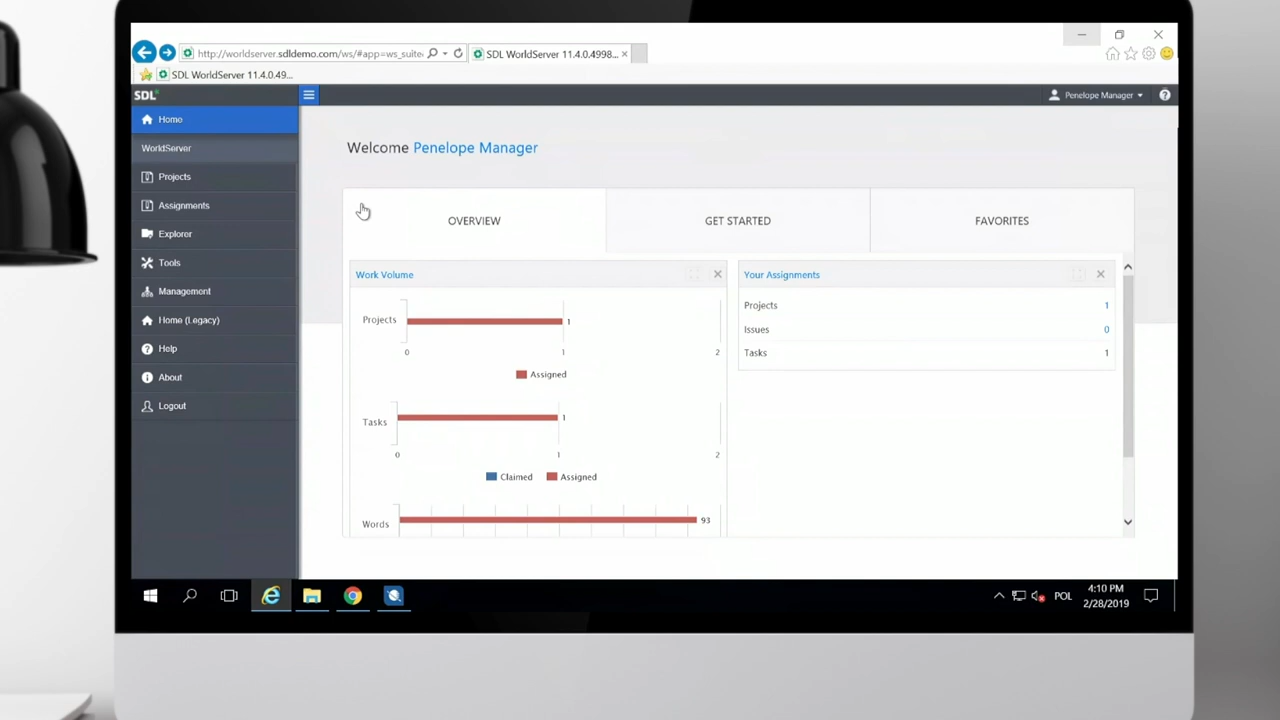 http://worldserver.sdldemo.com/ws/#app=ws_suite
SDL WorldServer 11.4.0.4998...
SDL WorldServer 11.4.0.49...
SDL
Penelope Manager
Home
WorldServer
Projects
Assignments
Explorer
Tools
Management
Home (Legacy)
Help
About
Logout
Welcome Penelope Manager
OVERVIEW
GET STARTED
FAVORITES
Work Volume
Projects
1
0 1 2
Assigned
Tasks
1
0 1 2
Claimed Assigned
Words
93
Your Assignments
Projects 1
Issues 0
Tasks 1
POL
4:10 PM
2/28/2019